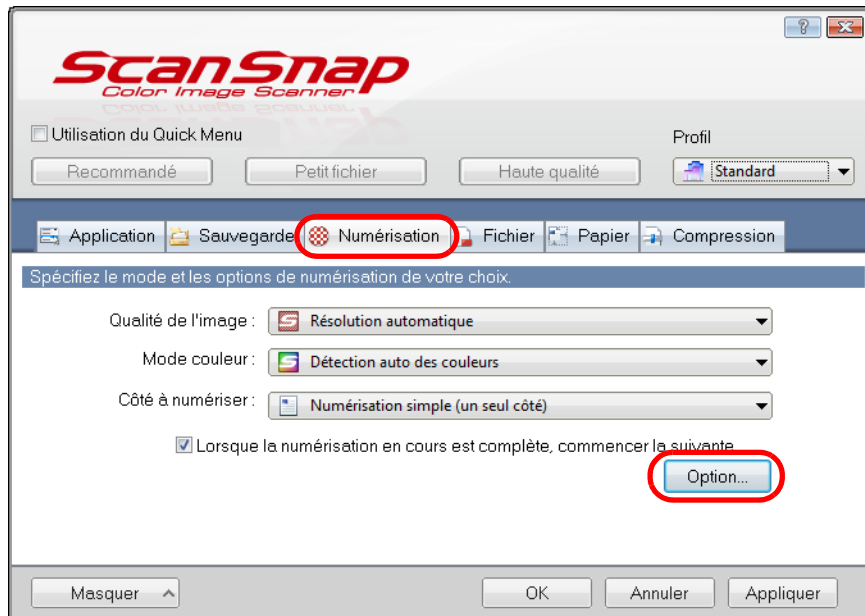 ScanSnap
Color Image Scanner
Utilisation du Quick Menu
Profil
Recommandé Petit fichier Haute qualité Standard
Application Sauvegarde Numérisation Fichier Papier Compression
Spécifiez le mode et les options de numérisation de votre choix.
Qualité de l'image : Résolution automatique
Mode couleur : Détection auto des couleurs
Côté à numériser : Numérisation simple (un seul côté)
Lorsque la numérisation en cours est complète, commencer la suivante
Option...
Masquer OK Annuler Appliquer